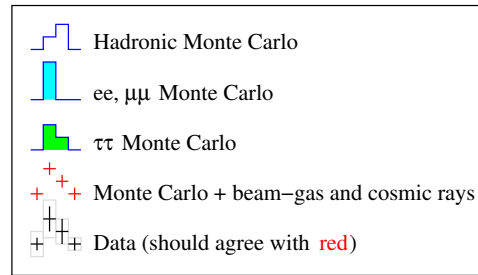 Hadronic Monte Carlo
ee, μμ Monte Carlo
ττ Monte Carlo
Monte Carlo + beam−gas and cosmic rays
Data (should agree with red)